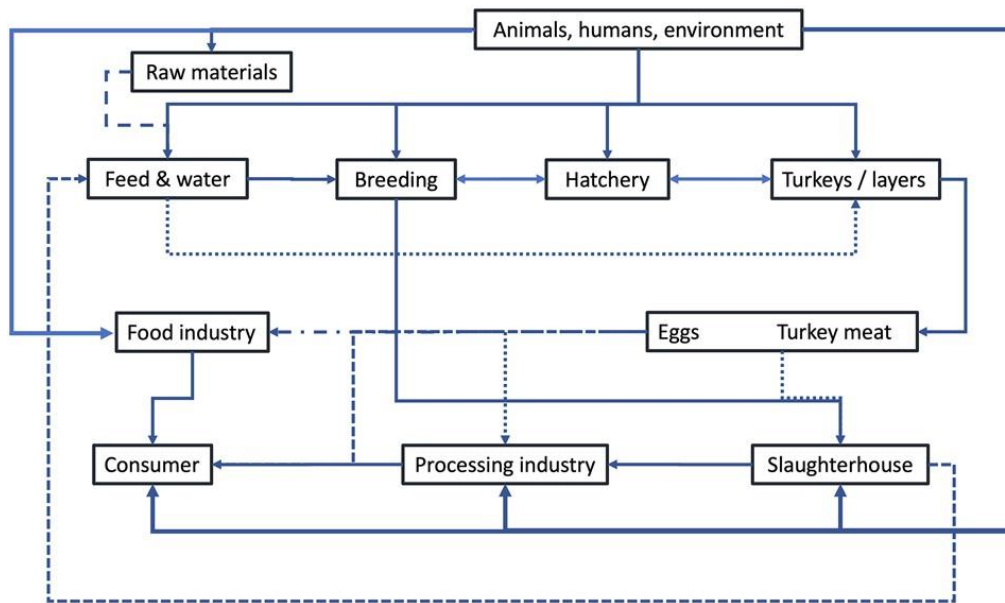 Animals, humans, environment
Raw materials
Feed & water
Breeding
Hatchery
Turkeys / layers
Food industry
Eggs Turkey meat
Consumer
Processing industry
Slaughterhouse